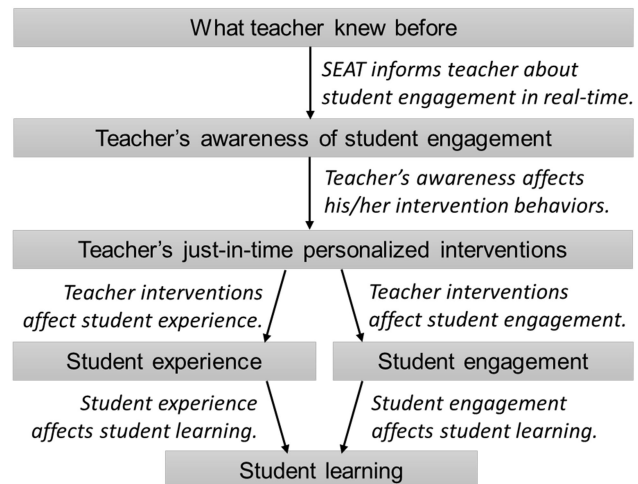 What teacher knew before
SEAT informs teacher about
student engagement in real-time.
Teacher's awareness of student engagement
Teacher's awareness affects
his/her intervention behaviors.
Teacher's just-in-time personalized interventions
Teacher interventions
affect student experience.
Teacher interventions
affect student engagement.
Student experience
Student engagement
Student experience
affects student learning.
Student engagement
affects student learning.
Student learning